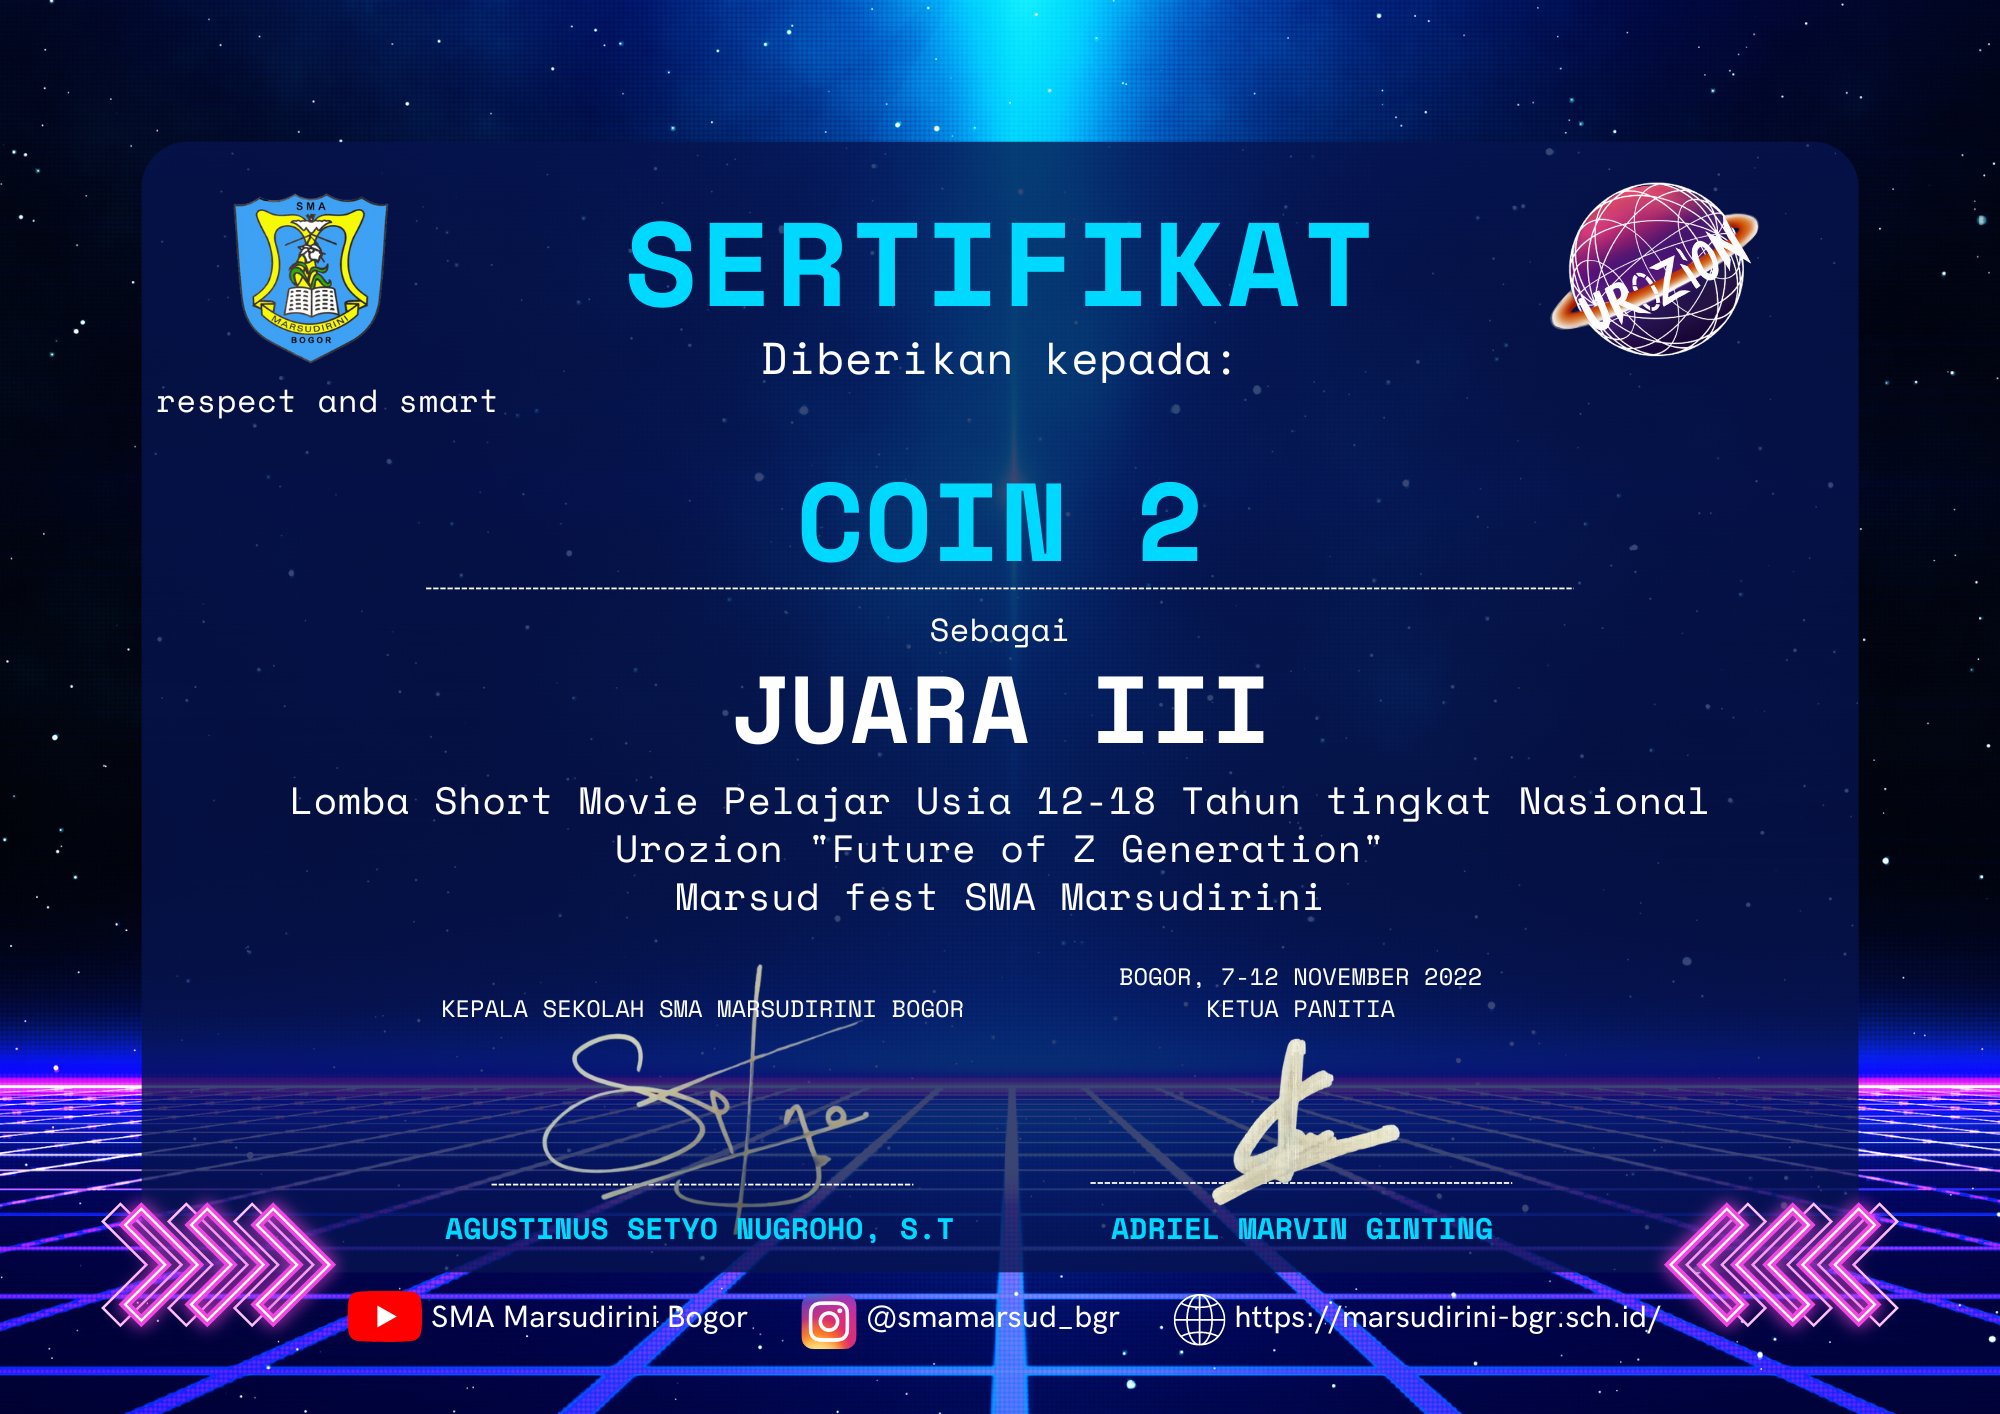 SMA
MARSUDIRINI
BOGOR
respect and smart
SERTIFIKAT
Diberikan kepada:
UROZION
COIN 2
Sebagai
JUARA III
Lomba Short Movie Pelajar Usia 12-18 Tahun tingkat Nasional
Urozion "Future of Z Generation"
Marsud fest SMA Marsudirini
KEPALA SEKOLAH SMA MARSUDIRINI BOGOR
AGUSTINUS SETYO NUGROHO, S.T
BOGOR, 7-12 NOVEMBER 2022
KETUA PANITIA
ADRIEL MARVIN GINTING
SMA Marsudirini Bogor
@smamarsud_bgr
https://marsudirini-bgr.sch.id/